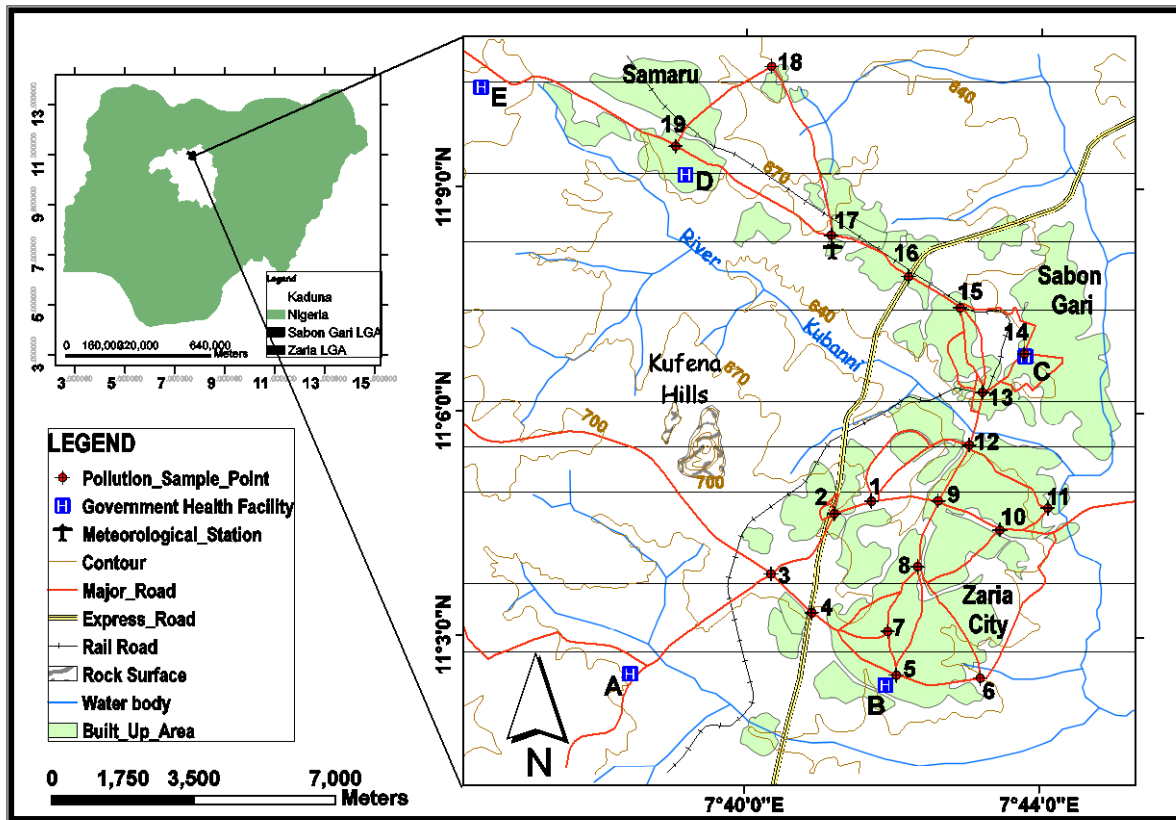 13
11
9
7
5
3
3
5
7
9
11
13
15
Legend
Kaduna
Nigeria
Sabon Gari LGA
Zaria LGA
0
640,000
Meters
LEGEND
Pollution_Sample_Point
Government Health Facility
Meteorological_Station
Contour
Major_Road
Express_Road
Rail Road
Rock Surface
Water body
Built_Up_Area
0 1,750 3,500 7,000
Meters
N
11°9'0"N
11°6'0"N
11°3'0"N
7°40'0"E
7°44'0"E
Samaru
18
640
H E
19
H D
670
17
River
16
Sabon
Gari
15
640
Kubanni
14
H C
Kufena
Hills
670
13
700
700
12
1
2
9
11
10
3
8
4
Zaria
City
7
A H
5
6
H
B